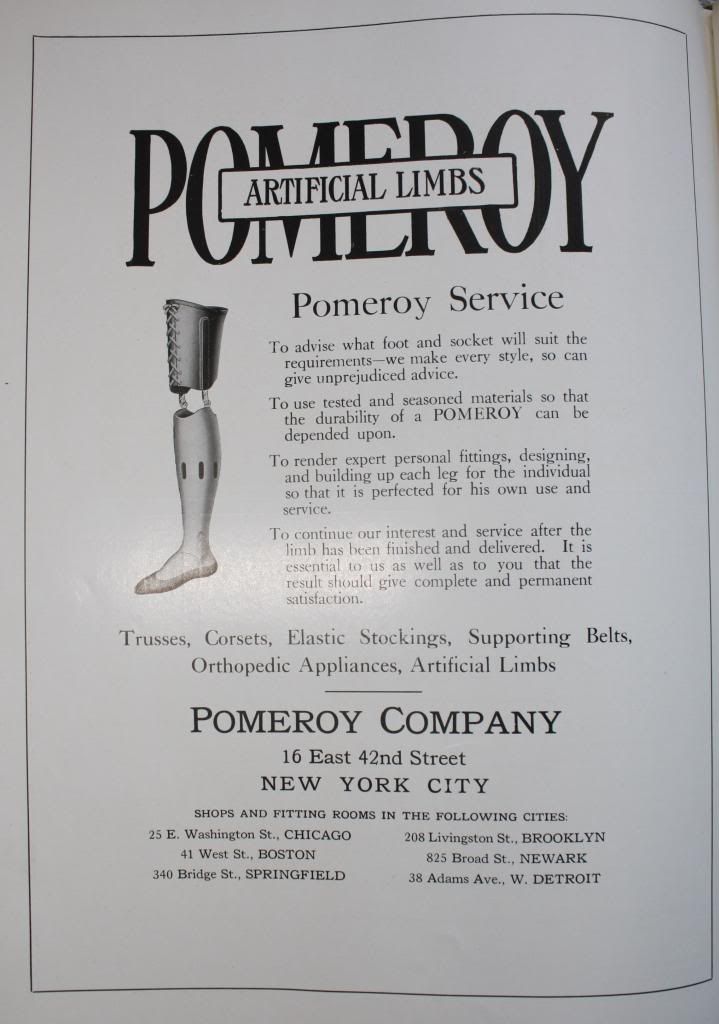 POMEROY
ARTIFICIAL LIMBS
Pomeroy Service
To advise what foot and socket will suit the
requirements—we make every style, so can
give unprejudiced advice.
To use tested and seasoned materials so that
the durability of a POMEROY can be
depended upon.
To render expert personal fittings, designing,
and building up each leg for the individual
so that it is perfected for his own use and
service.
To continue our interest and service after the
limb has been finished and delivered. It is
essential to us as well as to you that the
result should give complete and permanent
satisfaction.
Trusses, Corsets, Elastic Stockings, Supporting Belts,
Orthopedic Appliances, Artificial Limbs
POMEROY COMPANY
16 East 42nd Street
NEW YORK CITY
SHOPS AND FITTING ROOMS IN THE FOLLOWING CITIES:
25 E. Washington St., CHICAGO
41 West St., BOSTON
340 Bridge St., SPRINGFIELD
208 Livingston St., BROOKLYN
825 Broad St., NEWARK
38 Adams Ave., W. DETROIT